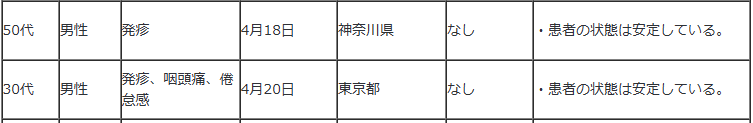 50代 男性 発疹 4月18日 神奈川県 なし ・患者の状態は安定している。
30代 男性 発疹、咽頭痛、倦 4月20日 東京都 なし ・患者の状態は安定している。
怠感